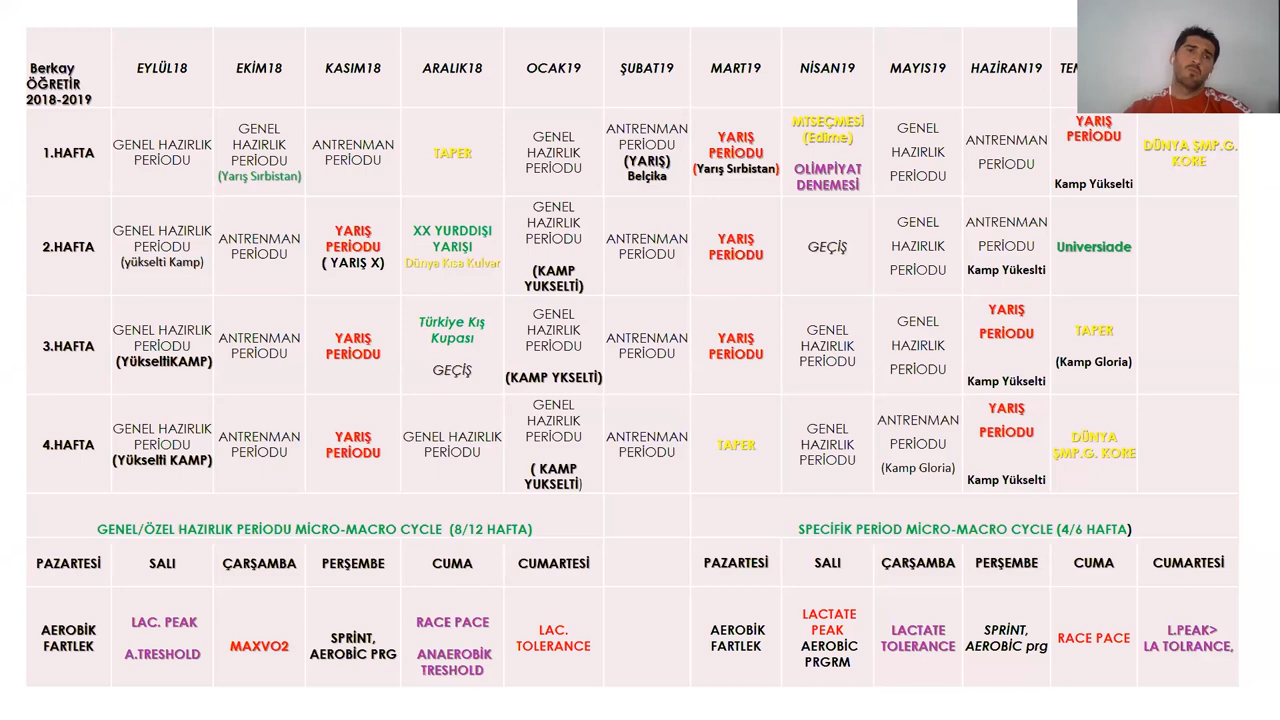 Berkay
ÖĞRETİR
2018-2019
EYLÜL18
EKİM18
KASIM18
ARALIK18
OCAK19
ŞUBAT19
MART19
NİSAN19
MAYIS19
HAZİRAN19
1.HAFTA
GENEL HAZIRLIK
PERİODU
GENEL
HAZIRLIK
PERİODU
(Yarış Sırbistan)
ANTRENMAN
PERİODU
TAPER
GENEL
HAZIRLIK
PERİODU
ANTRENMAN
PERİODU
(YARIŞ)
Belçika
YARIŞ
PERİODU
(Yarış Sırbistan)
MTSEÇMESİ
(Edirne)
OLİMPİYAT
DENEMESİ
GENEL
HAZIRLIK
PERİODU
ANTRENMAN
PERİODU
YARIŞ
PERİODU
Kamp Yükselti
DÜNYA ŞMP.G.
KORE
2.HAFTA
GENEL HAZIRLIK
PERİODU
(yükselti Kamp)
ANTRENMAN
PERİODU
YARIŞ
PERİODU
( YARIŞ X)
XX YURDDIŞI
YARIŞI
Dünya Kısa Kulvar
GENEL
HAZIRLIK
PERİODU
(KAMP
YUKSELTİ)
ANTRENMAN
PERİODU
YARIŞ
PERİODU
GEÇİŞ
GENEL
HAZIRLIK
PERİODU
ANTRENMAN
PERİODU
Kamp Yükeslti
Universiade
3.HAFTA
GENEL HAZIRLIK
PERİODU
(YükseltiKAMP)
ANTRENMAN
PERİODU
YARIŞ
PERİODU
Türkiye Kış
Kupası
GEÇİŞ
GENEL
HAZIRLIK
PERİODU
(KAMP YKSELTİ)
ANTRENMAN
PERİODU
YARIŞ
PERİODU
GENEL
HAZIRLIK
PERİODU
GENEL
HAZIRLIK
PERİODU
YARIŞ
PERİODU
Kamp Yükselti
TAPER
(Kamp Gloria)
4.HAFTA
GENEL HAZIRLIK
PERİODU
(Yükselti KAMP)
ANTRENMAN
PERİODU
YARIŞ
PERİODU
GENEL HAZIRLIK
PERİODU
GENEL
HAZIRLIK
PERİODU
( KAMP
YUKSELTİ)
ANTRENMAN
PERİODU
TAPER
GENEL
HAZIRLIK
PERİODU
ANTRENMAN
PERİODU
(Kamp Gloria)
YARIŞ
PERİODU
Kamp Yükselti
DÜNYA
ŞMP.G. KORE
GENEL/ÖZEL HAZIRLIK PERİODU MİCRO-MACRO CYCLE (8/12 HAFTA)
SPECİFİK PERİOD MİCRO-MACRO CYCLE (4/6 HAFTA)
PAZARTESİ
SALI
ÇARŞAMBA
PERŞEMBE
CUMA
CUMARTESİ
PAZARTESİ
SALI
ÇARŞAMBA
PERŞEMBE
CUMA
CUMARTESİ
AEROBİK
FARTLEK
LAC. PEAK
A.TRESHOLD
MAXVO2
SPRİNT,
AEROBİC PRG
RACE PACE
ANAEROBİK
TRESHOLD
LAC.
TOLERANCE
AEROBİK
FARTLEK
LACTATE
PEAK
AEROBİC
PRGRM
LACTATE
TOLERANCE
SPRİNT,
AEROBİC prg
RACE PACE
L.PEAK>
LA TOLRANCE,